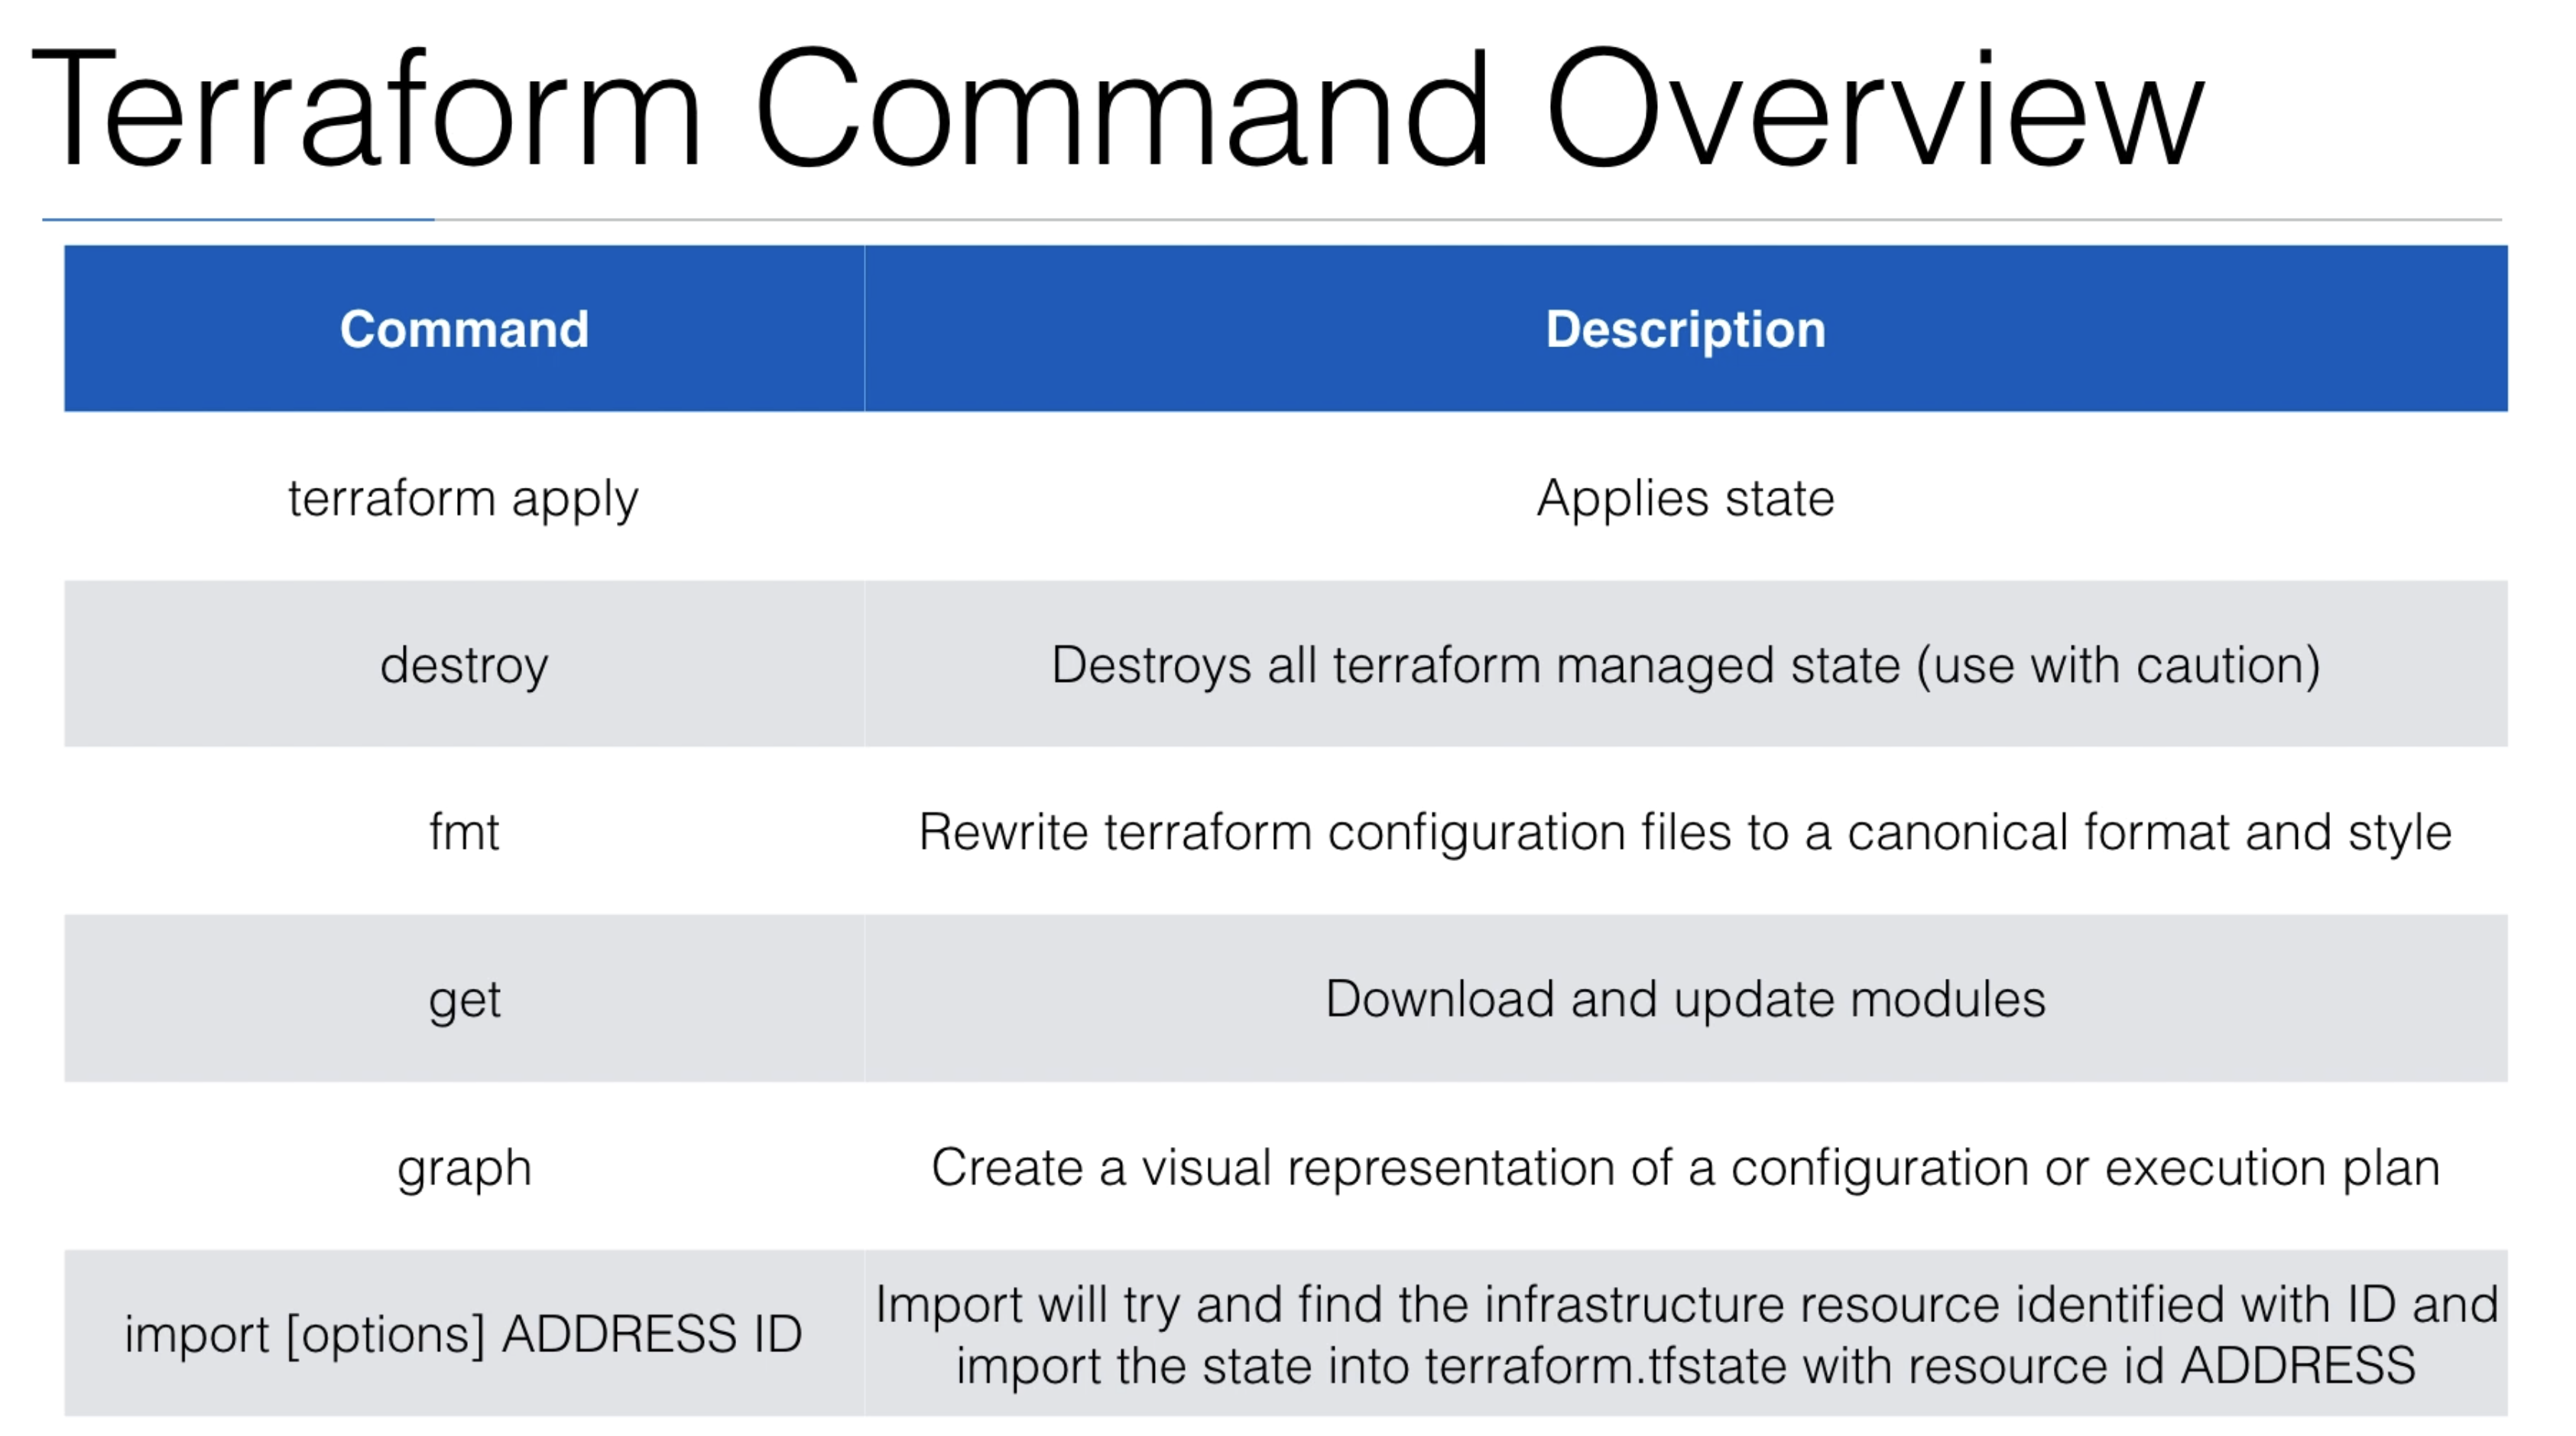 Terraform Command Overview
Command Description
terraform apply Applies state
destroy Destroys all terraform managed state (use with caution)
fmt Rewrite terraform configuration files to a canonical format and style
get Download and update modules
graph Create a visual representation of a configuration or execution plan
import [options] ADDRESS ID Import will try and find the infrastructure resource identified with ID and
import the state into terraform.tfstate with resource id ADDRESS